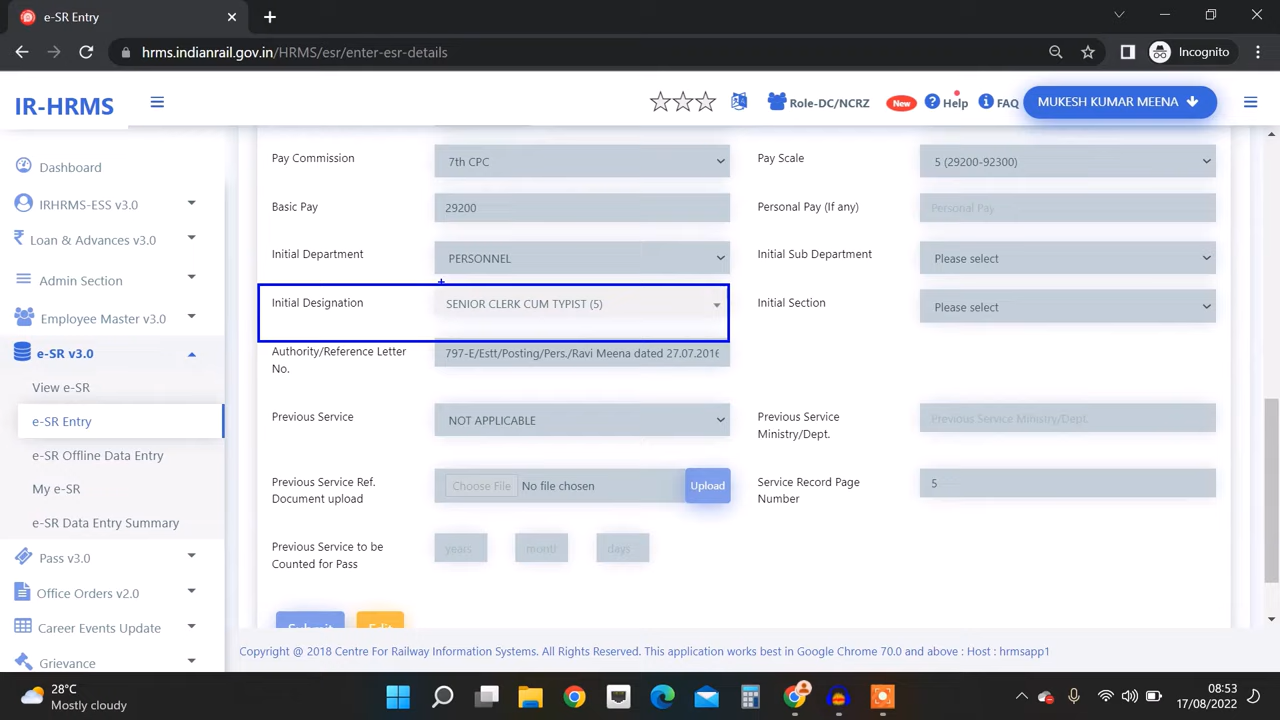 e-SR Entry
hrms.indianrail.gov.in/HRMS/esr/enter-esr-details
Incognito
IR-HRMS
Role-DC/NCRZ
New
Help
FAQ
MUKESH KUMAR MEENA
Dashboard
IRHRMS-ESS v3.0
Loan & Advances v3.0
Admin Section
Employee Master v3.0
e-SR v3.0
View e-SR
e-SR Entry
e-SR Offline Data Entry
My e-SR
e-SR Data Entry Summary
Pass v3.0
Office Orders v2.0
Career Events Update
Grievance
Pay Commission
7th CPC
Pay Scale
5 (29200-92300)
Basic Pay
29200
Personal Pay (If any)
Personal Pay
Initial Department
PERSONNEL
Initial Sub Department
Please select
Initial Designation
SENIOR CLERK CUM TYPIST (5)
Initial Section
Please select
Authority/Reference Letter
No.
797-E/Estt/Posting/Pers./Ravi Meena dated 27.07.2016
Previous Service
NOT APPLICABLE
Previous Service
Ministry/Dept.
Previous Service Ministry/Dept.
Previous Service Ref.
Document upload
Choose File No file chosen
Upload
Service Record Page
Number
5
Previous Service to be
Counted for Pass
years
month
days
Submit
Edit
Copyright @ 2018 Centre For Railway Information Systems. All Rights Reserved. This application works best in Google Chrome 70.0 and above : Host : hrmsapp1
28°C
Mostly cloudy
08:53
17/08/2022